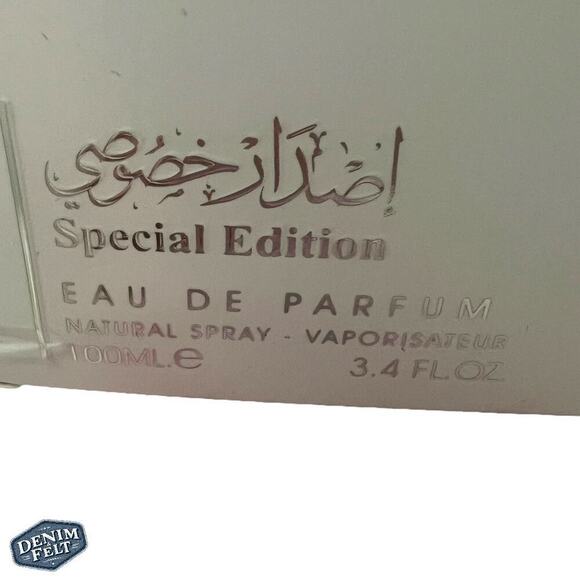 إصدار خصوصي
Special Edition
EAU DE PARFUM
NATURAL SPRAY - VAPORISATEUR
100ML.e 3.4 FL.OZ
DENIM
& FELT